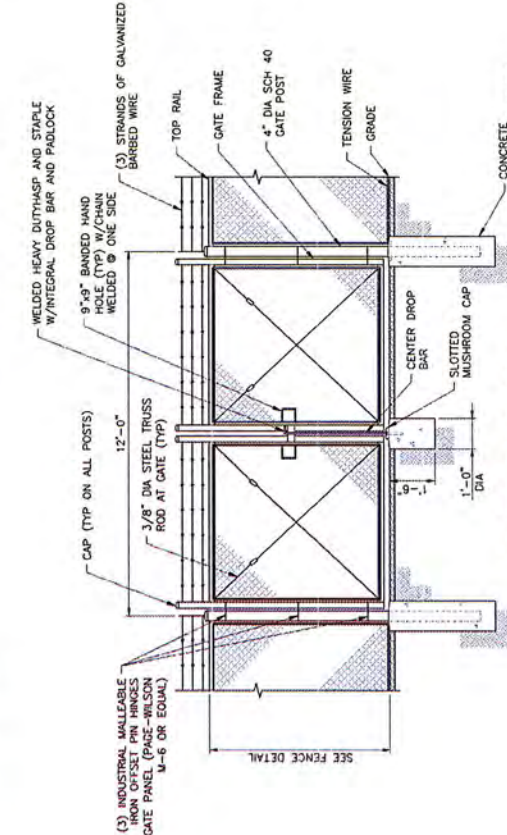 WELDED HEAVY DUTYHASP AND STAPLE
W/INTEGRAL DROP BAR AND PADLOCK
(3) STRANDS OF GALVANIZED
BARBED WIRE
9"x9" BANDED HAND
HOLE (TYP) W/CHAIN
WELDED @ ONE SIDE
TOP RAIL
CAP (TYP ON ALL POSTS)
GATE FRAME
12'-0"
3/8" DIA STEEL TRUSS
ROD AT GATE (TYP)
4" DIA SCH 40
GATE POST
(3) INDUSTRIAL MALLEABLE
IRON OFFSET PIN HINGES
GATE PANEL (PAGE-WILSON
M-6 OR EQUAL)
SEE FENCE DETAIL
TENSION WIRE
GRADE
CENTER DROP
BAR
SLOTTED
MUSHROOM CAP
1'-6"
1'-0"
DIA
CONCRETE